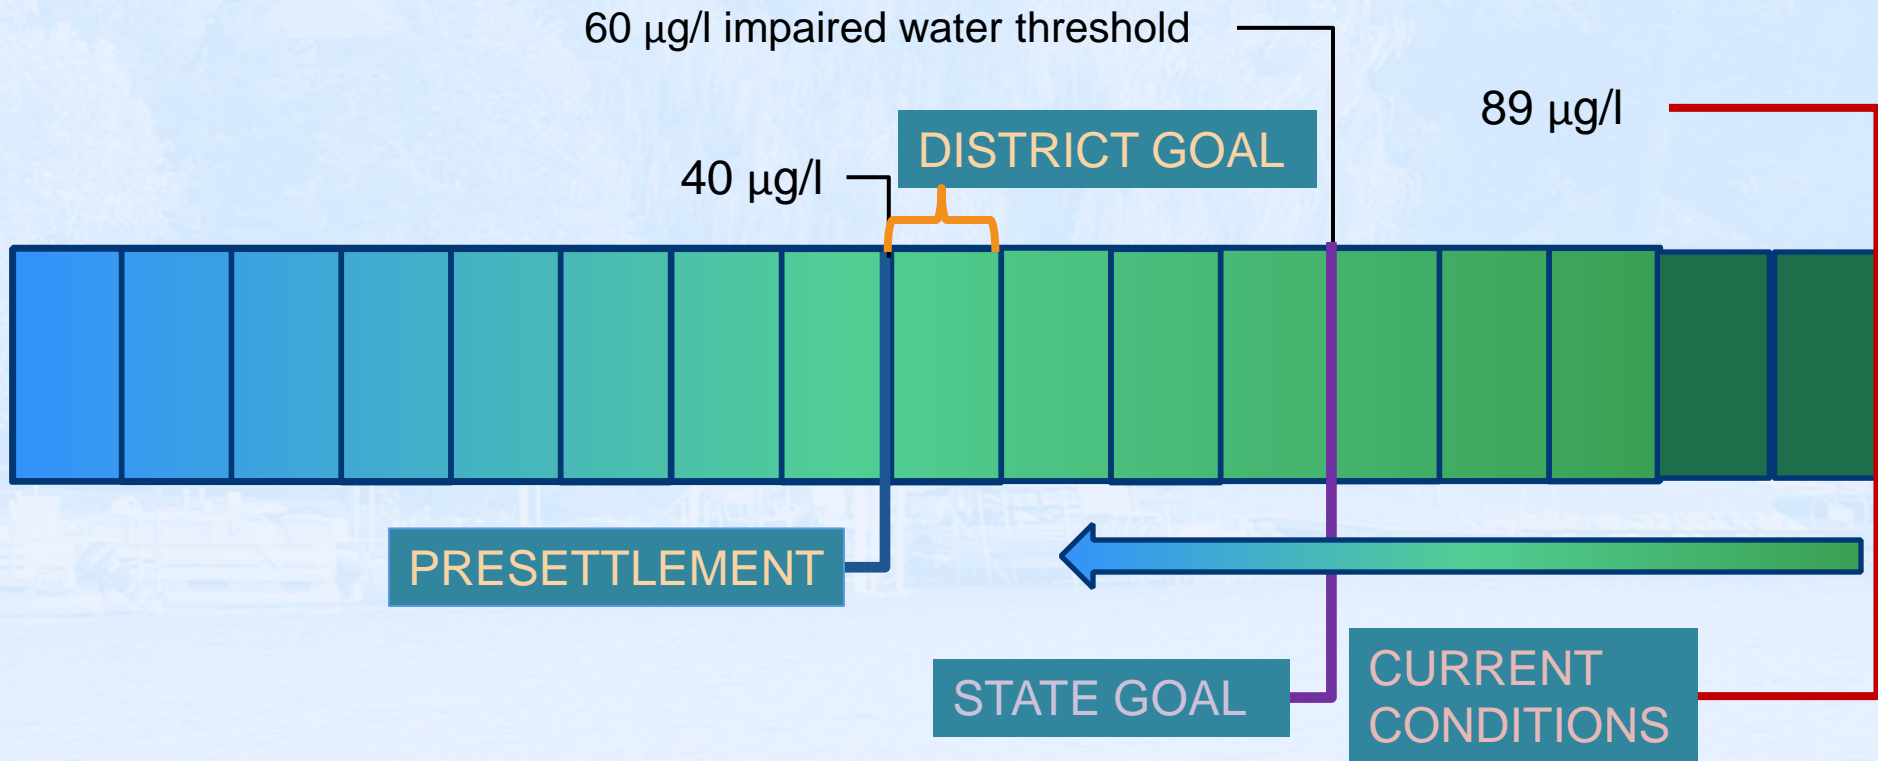 60 µg/l impaired water threshold
89 µg/l
DISTRICT GOAL
40 µg/l
PRESETTLEMENT
STATE GOAL
CURRENT
CONDITIONS